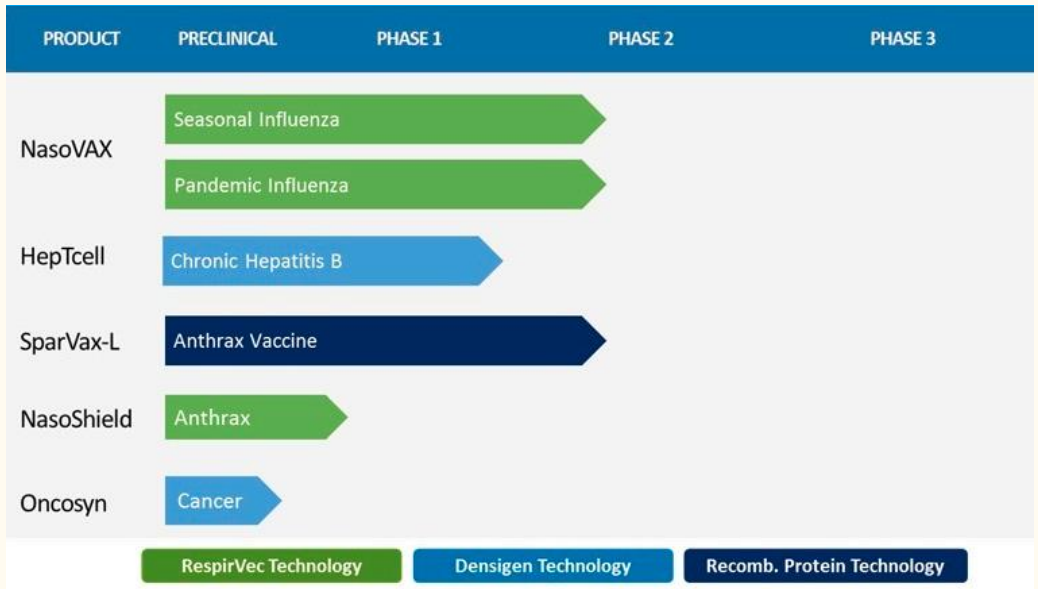 PRODUCT PRECLINICAL PHASE 1 PHASE 2 PHASE 3
NasoVAX
Seasonal Influenza
Pandemic Influenza
HepTcell
Chronic Hepatitis B
SparVax-L
Anthrax Vaccine
NasoShield
Anthrax
Oncosyn
Cancer
RespirVec Technology Densigen Technology Recomb. Protein Technology